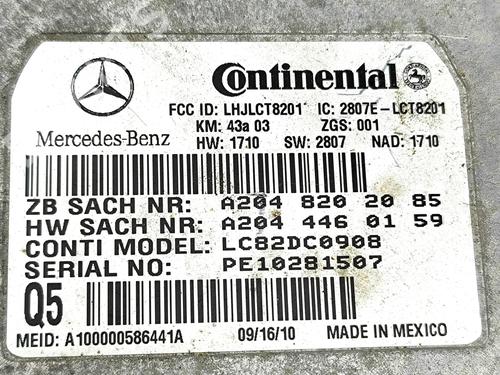 Continental
Mercedes-Benz
FCC ID: LHJLCT8201 IC: 2807E-LCT8201
KM: 43a 03 ZGS: 001
HW: 1710 SW: 2807 NAD: 1710
ZB SACH NR: A204 820 20 85
HW SACH NR: A204 446 01 59
CONTI MODEL: LC82DC0908
SERIAL NO: PE10281507
Q5
MEID: A100000586441A 09/16/10 MADE IN MEXICO